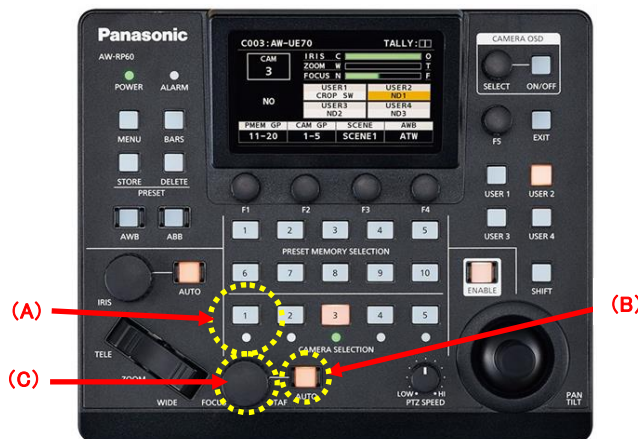 Panasonic
AW-RP60
POWER
ALARM
MENU
BARS
STORE
DELETE
PRESET
AWB
ABB
C003:AW-UE70
TALLY:□□
CAM
3
IRIS C O
ZOOM W T
FOCUS N F
NO
USER1
CROP SW
USER2
ND1
USER3
ND2
USER4
ND3
PMEM GP
CAM GP
SCENE
AWB
11-20
1-5
SCENE1
ATW
F1
F2
F3
F4
CAMERA OSD
SELECT
ON/OFF
F5
EXIT
USER 1
USER 2
USER 3
USER 4
1
2
3
4
5
PRESET MEMORY SELECTION
6
7
8
9
10
IRIS
AUTO
ENABLE
SHIFT
(A)
(B)
1
2
3
4
5
CAMERA SELECTION
TELE
ZOOM
WIDE
(C)
AUTO
LOW
HI
PTZ SPEED
PAN
TILT